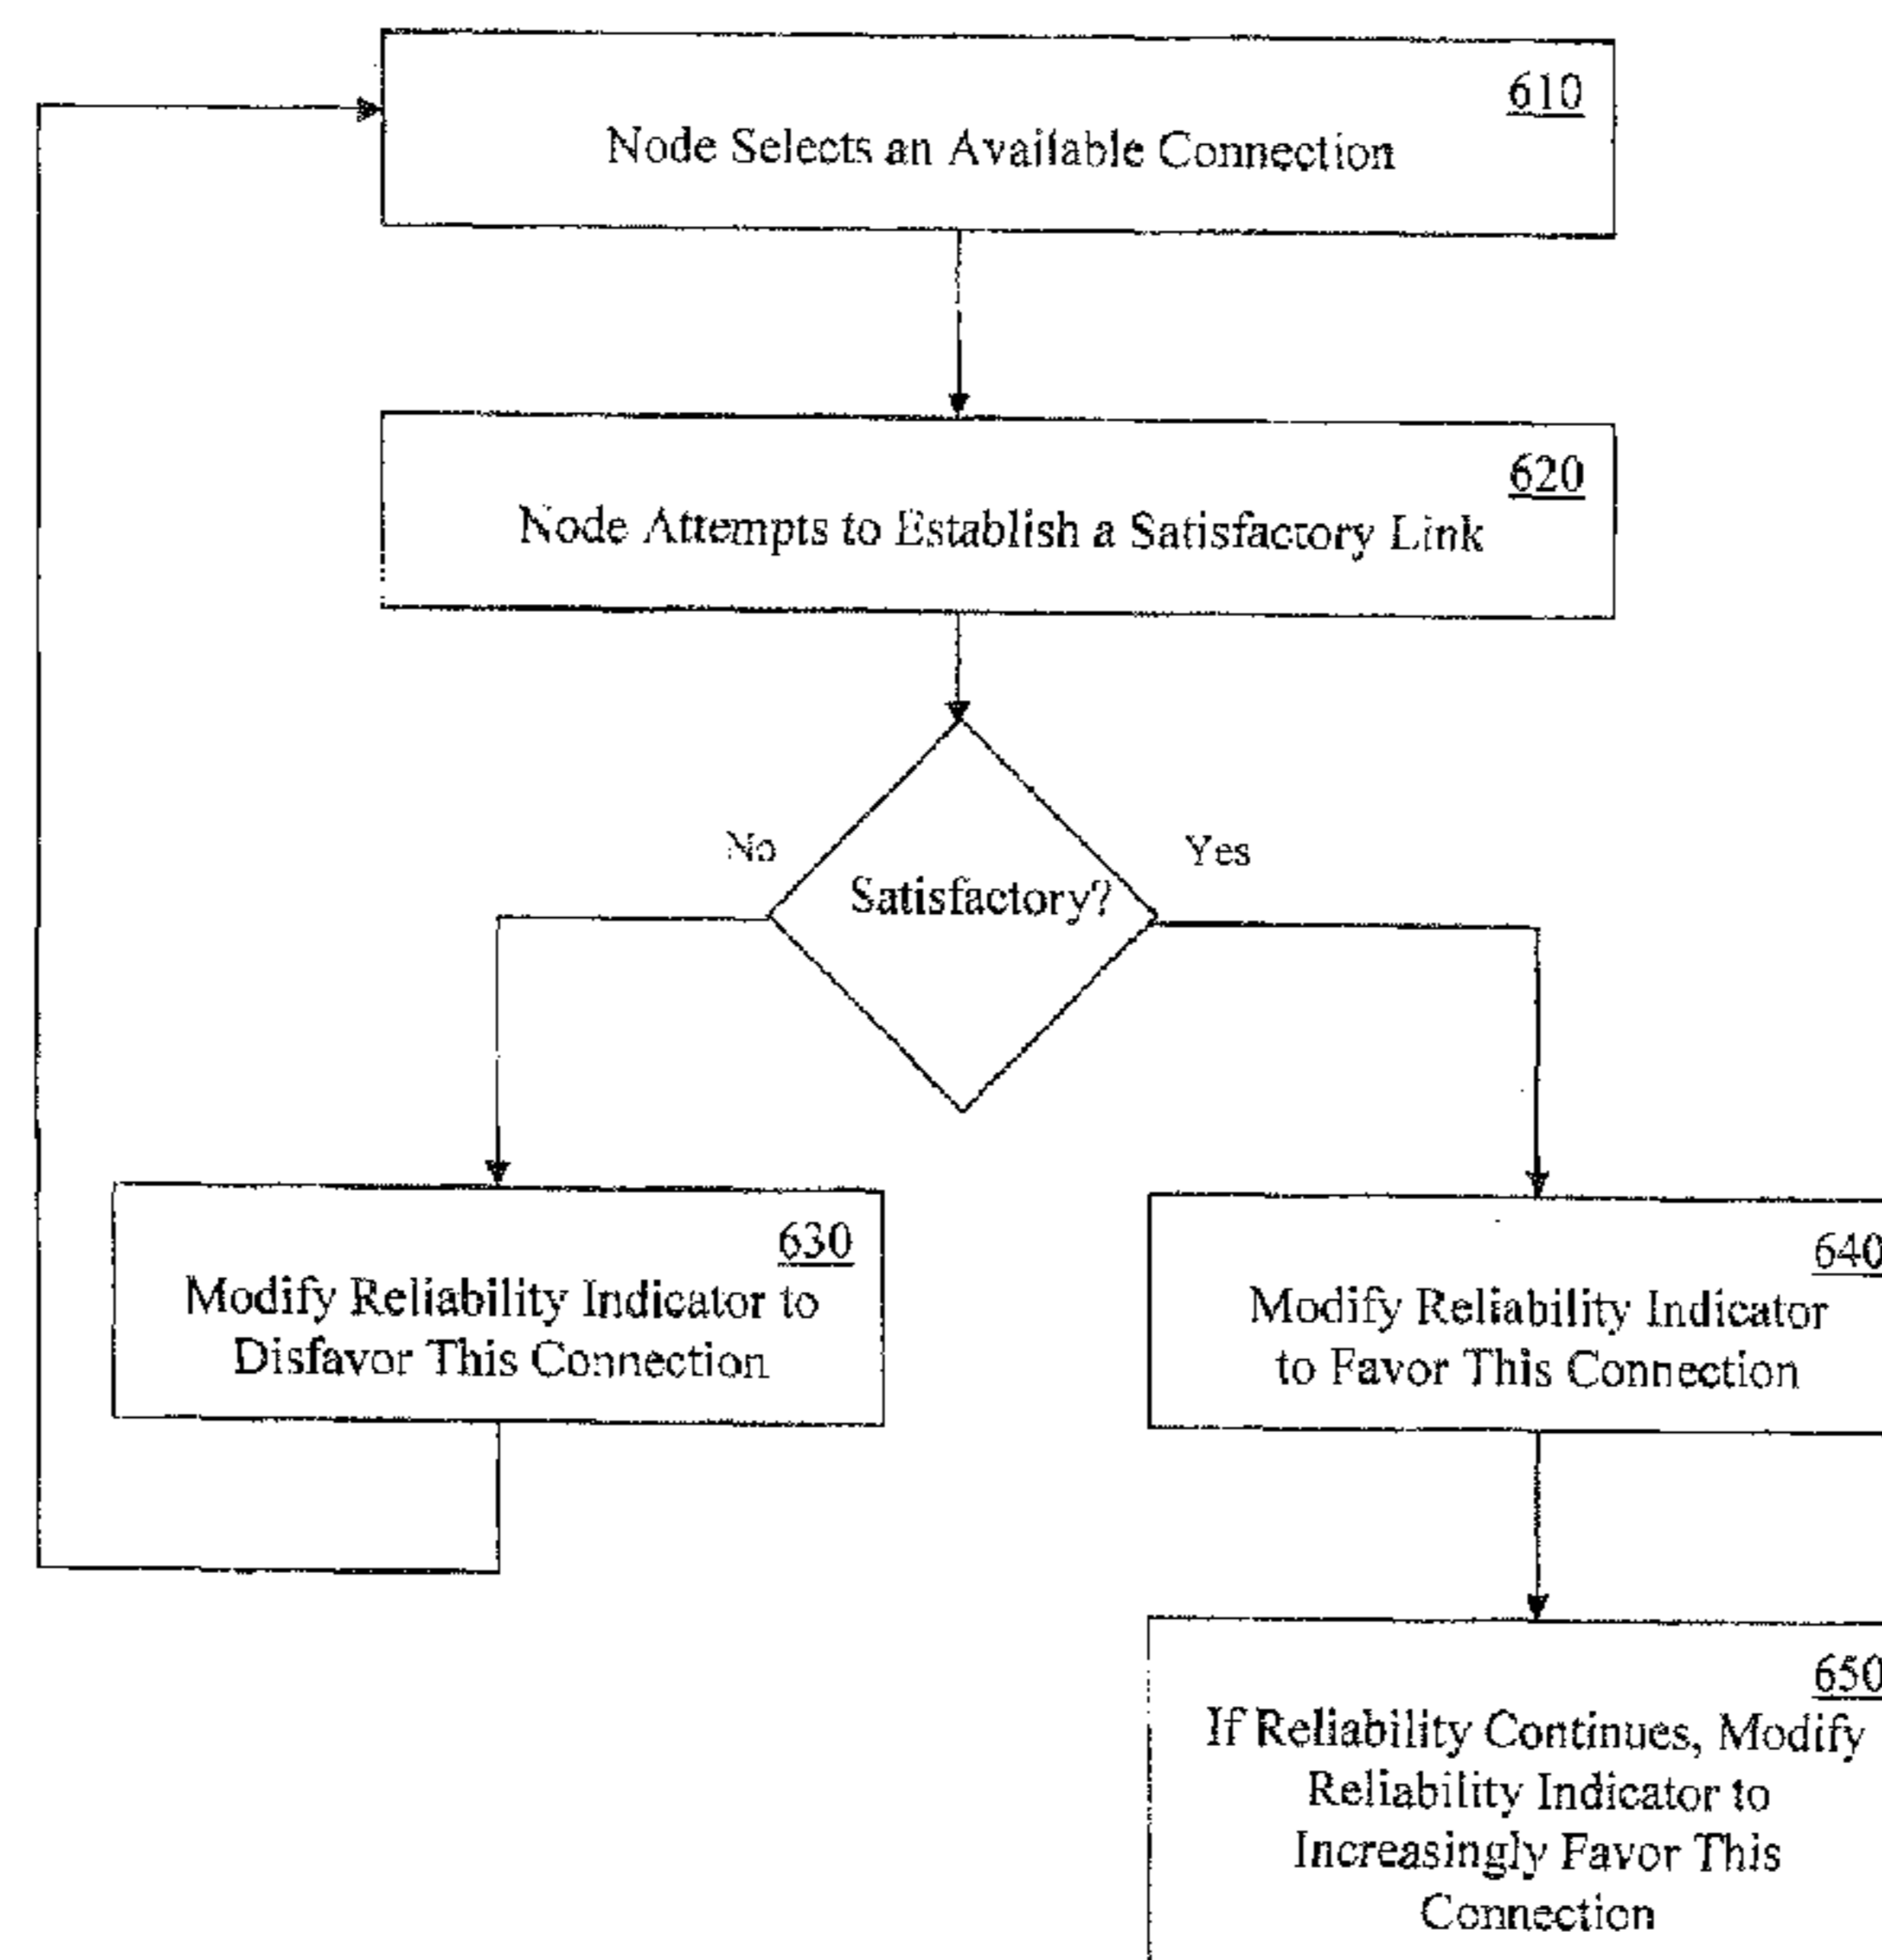 610
Node Selects an Available Connection
620
Node Attempts to Establish a Satisfactory Link
No
Yes
Satisfactory?
630
Modify Reliability Indicator to
Disfavor This Connection
640
Modify Reliability Indicator
to Favor This Connection
650
If Reliability Continues, Modify
Reliability Indicator to
Increasingly Favor This
Connection